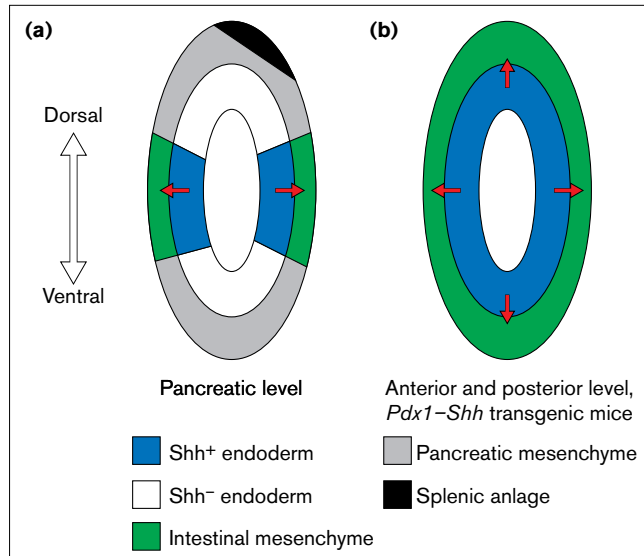 (a)
(b)
Dorsal
Ventral
Pancreatic level
Anterior and posterior level,
Pdx1–Shh transgenic mice
Shh+ endoderm
Shh– endoderm
Intestinal mesenchyme
Pancreatic mesenchyme
Splenic anlage